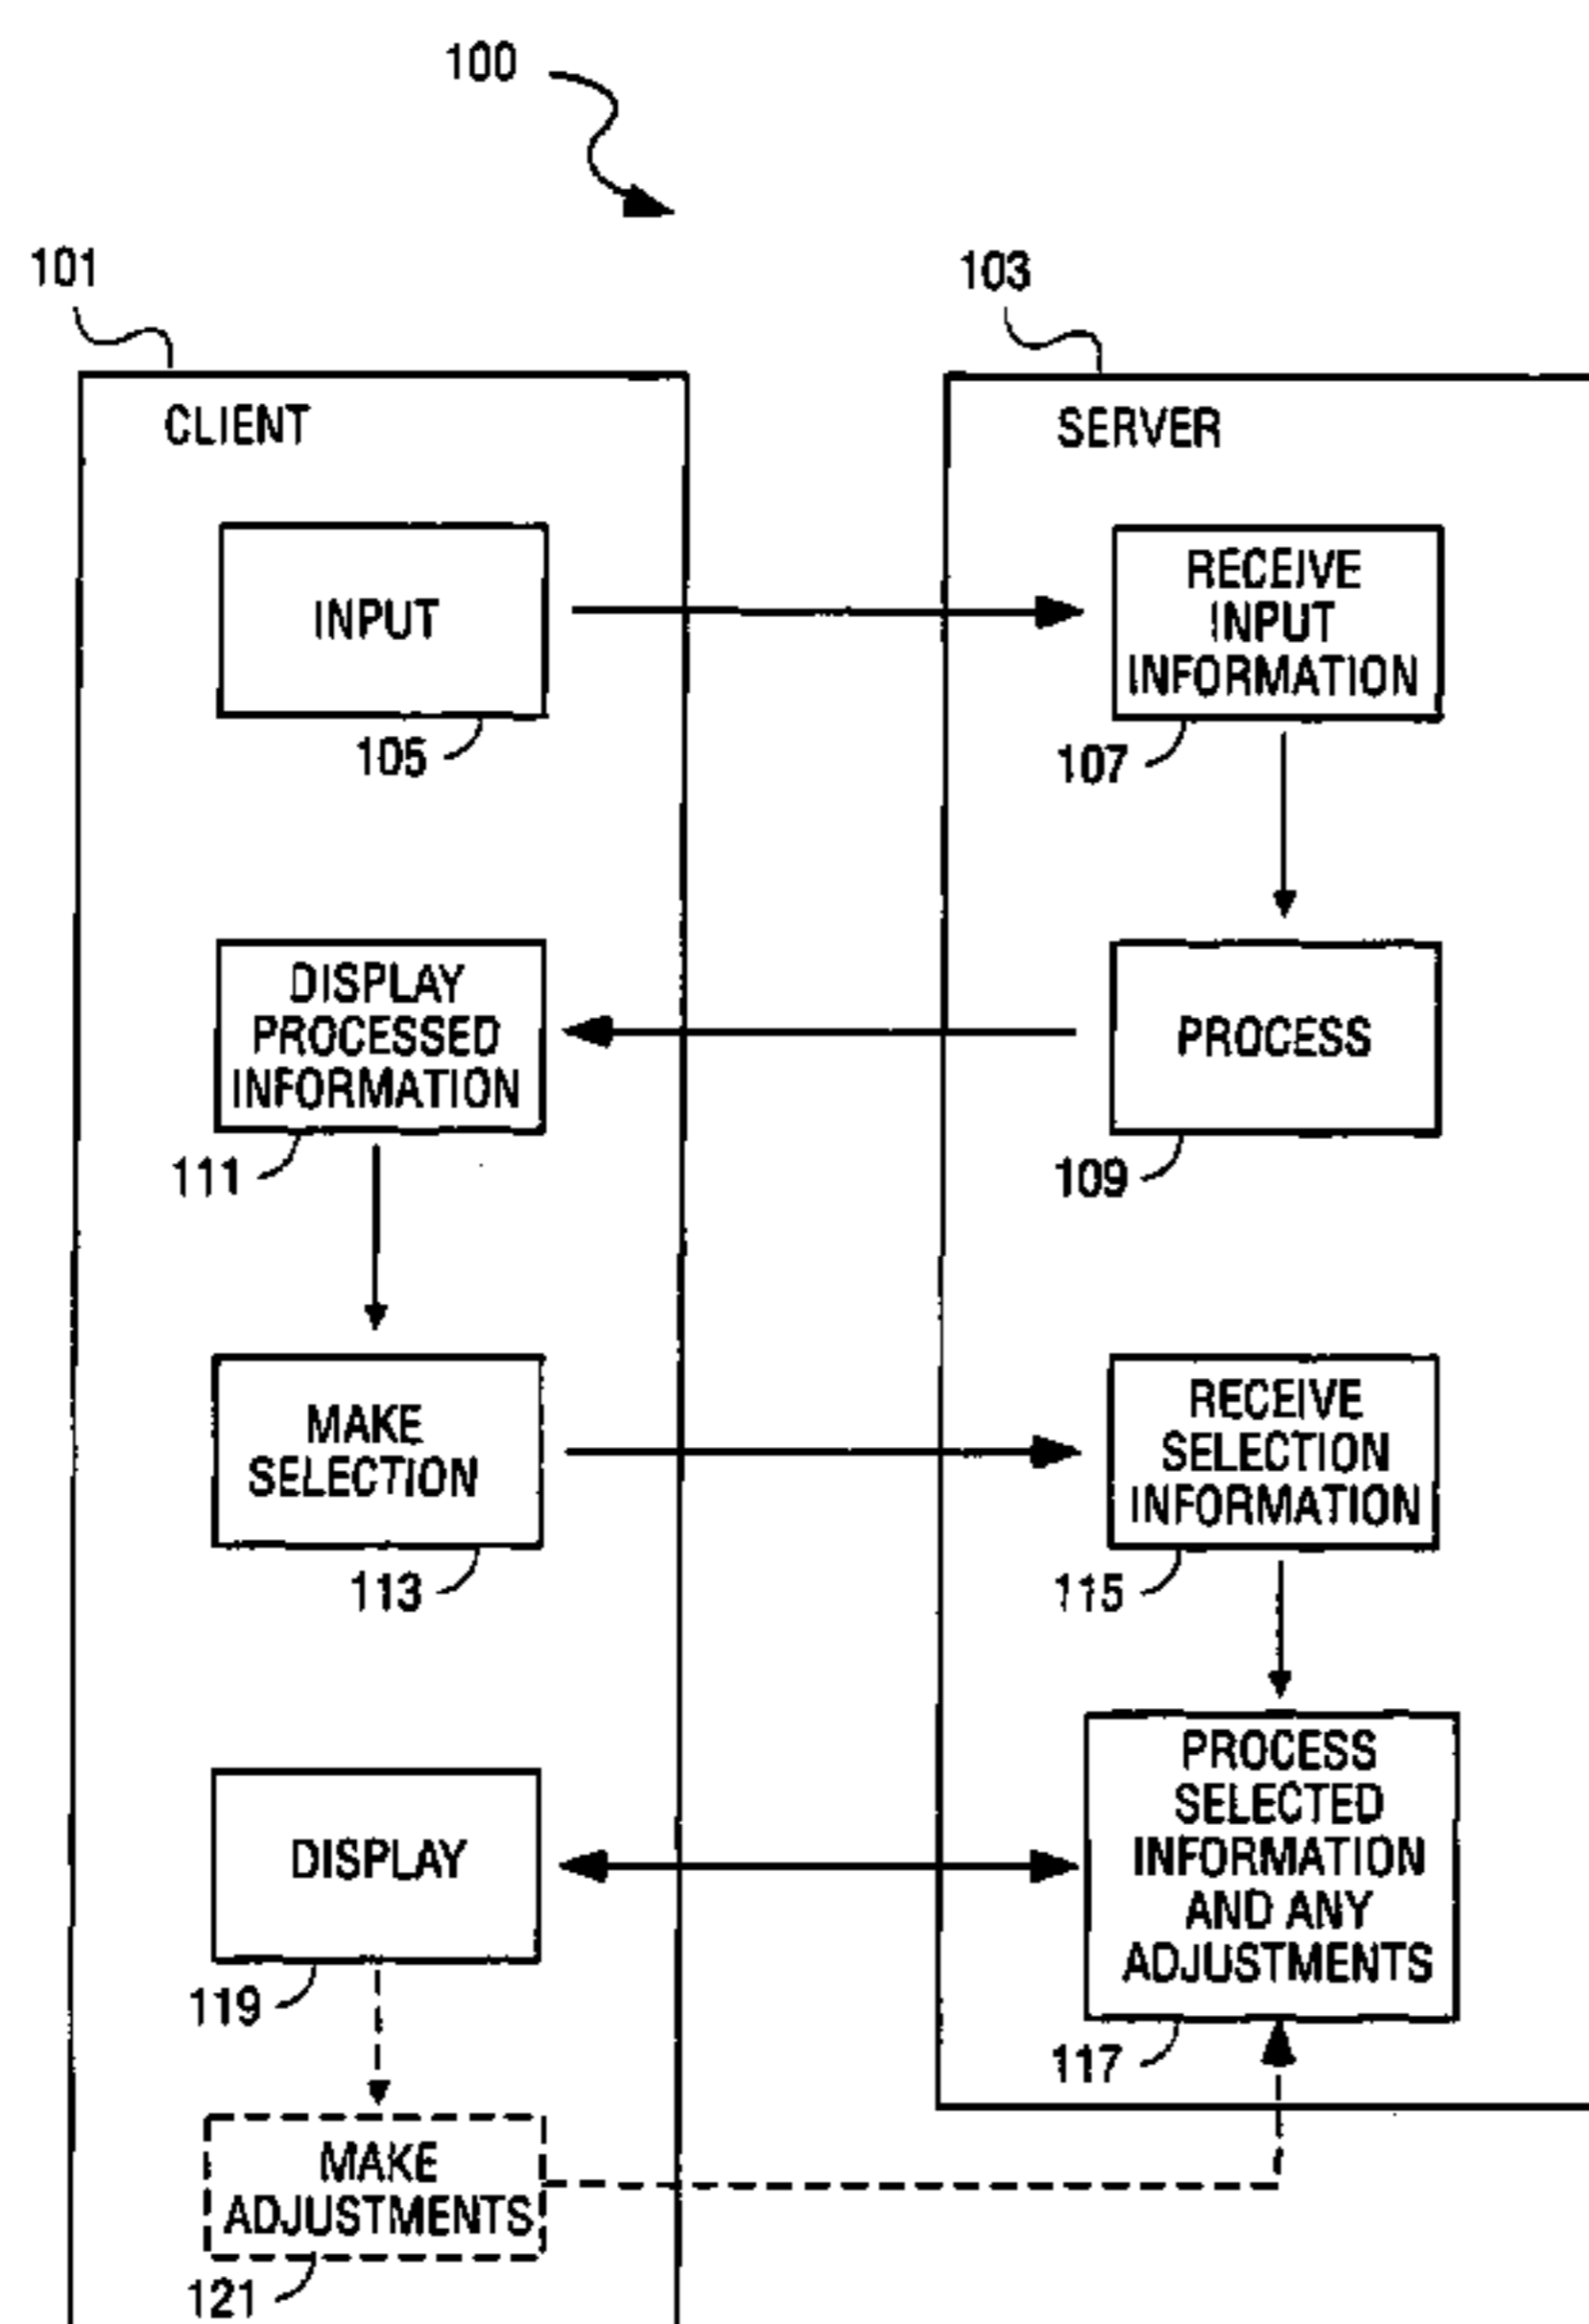 100
101
103
CLIENT
SERVER
INPUT
105
RECEIVE
INPUT
INFORMATION
107
DISPLAY
PROCESSED
INFORMATION
111
PROCESS
109
MAKE
SELECTION
113
RECEIVE
SELECTION
INFORMATION
115
DISPLAY
119
PROCESS
SELECTED
INFORMATION
AND ANY
ADJUSTMENTS
117
MAKE
ADJUSTMENTS
121